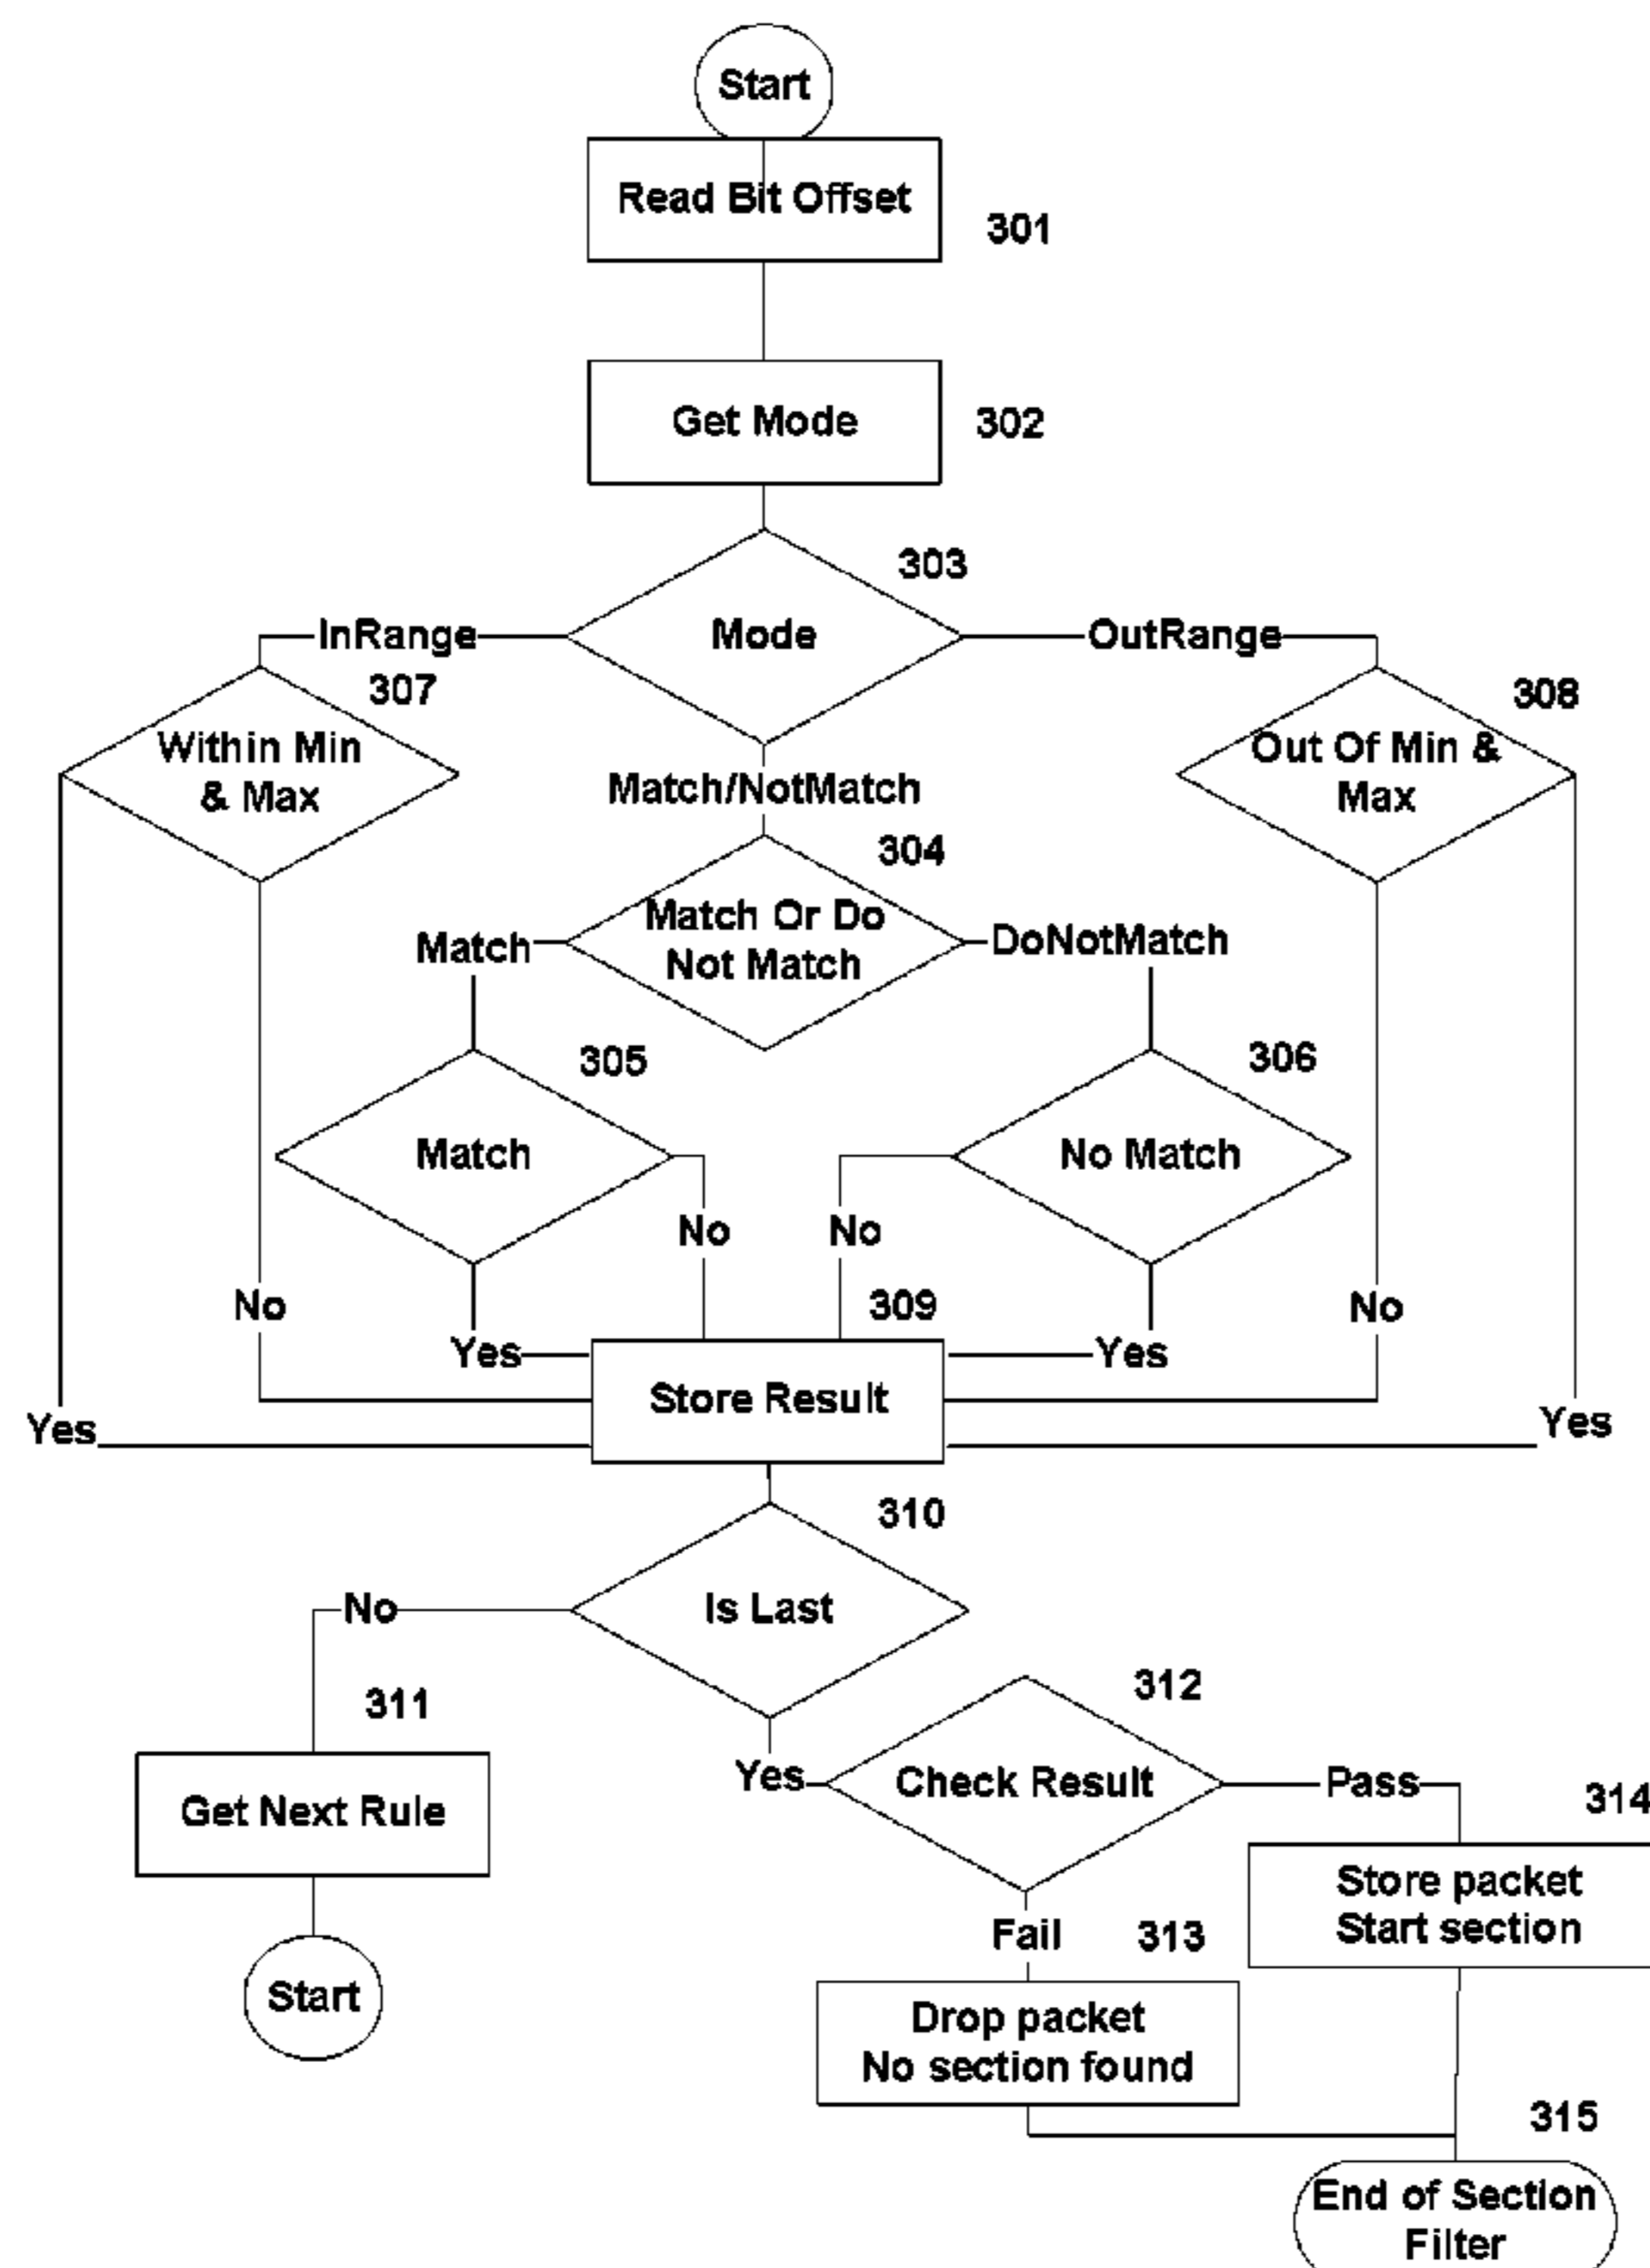 Start
Read Bit Offset
301
Get Mode
302
303
InRange
Mode
OutRange
307
308
Within Min
& Max
Out Of Min &
Max
Match/NotMatch
304
Match Or Do
Not Match
Match
DoNotMatch
305
306
Match
No Match
No
No
No
309
No
Yes
Yes
Store Result
Yes
Yes
310
No
Is Last
311
312
Yes
Check Result
Pass
314
Get Next Rule
Store packet
Start section
Fail
313
Start
Drop packet
No section found
315
End of Section
Filter